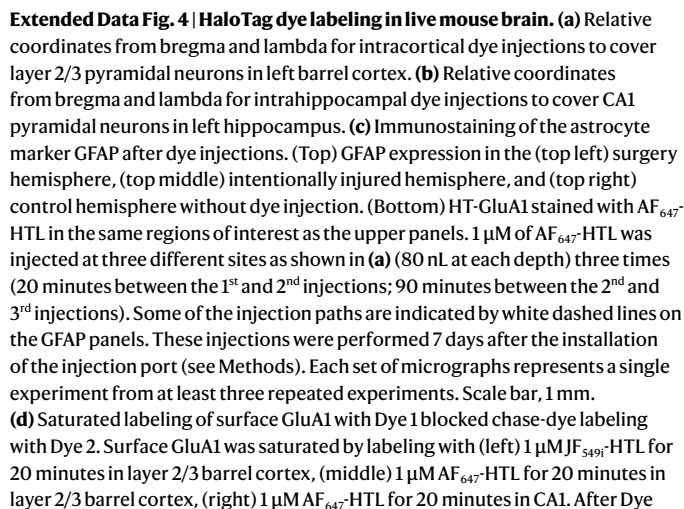 Extended Data Fig. 4 | HaloTag dye labeling in live mouse brain. (a) Relative
coordinates from bregma and lambda for intracortical dye injections to cover
layer 2/3 pyramidal neurons in left barrel cortex. (b) Relative coordinates
from bregma and lambda for intrahippocampal dye injections to cover CA1
pyramidal neurons in left hippocampus. (c) Immunostaining of the astrocyte
marker GFAP after dye injections. (Top) GFAP expression in the (top left) surgery
hemisphere, (top middle) intentionally injured hemisphere, and (top right)
control hemisphere without dye injection. (Bottom) HT-GluA1 stained with AF₆₄₇-
HTL in the same regions of interest as the upper panels. 1 μM of AF₆₄₇-HTL was
injected at three different sites as shown in (a) (80 nL at each depth) three times
(20 minutes between the 1ˢᵗ and 2ⁿᵈ injections; 90 minutes between the 2ⁿᵈ and
3ʳᵈ injections). Some of the injection paths are indicated by white dashed lines on
the GFAP panels. These injections were performed 7 days after the installation
of the injection port (see Methods). Each set of micrographs represents a single
experiment from at least three repeated experiments. Scale bar, 1 mm.
(d) Saturated labeling of surface GluA1 with Dye 1 blocked chase-dye labeling
with Dye 2. Surface GluA1 was saturated by labeling with (left) 1 μM JF₅₄₉ᵢ-HTL for
20 minutes in layer 2/3 barrel cortex, (middle) 1 μM AF₆₄₇-HTL for 20 minutes in
layer 2/3 barrel cortex, (right) 1 μM AF₆₄₇-HTL for 20 minutes in CA1. After Dye